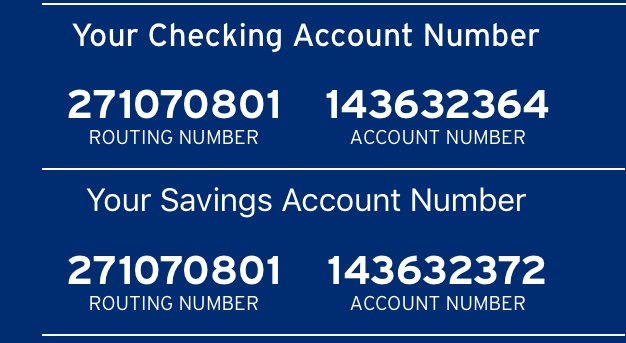 Your Checking Account Number
271070801 143632364
ROUTING NUMBER ACCOUNT NUMBER
Your Savings Account Number
271070801 143632372
ROUTING NUMBER ACCOUNT NUMBER